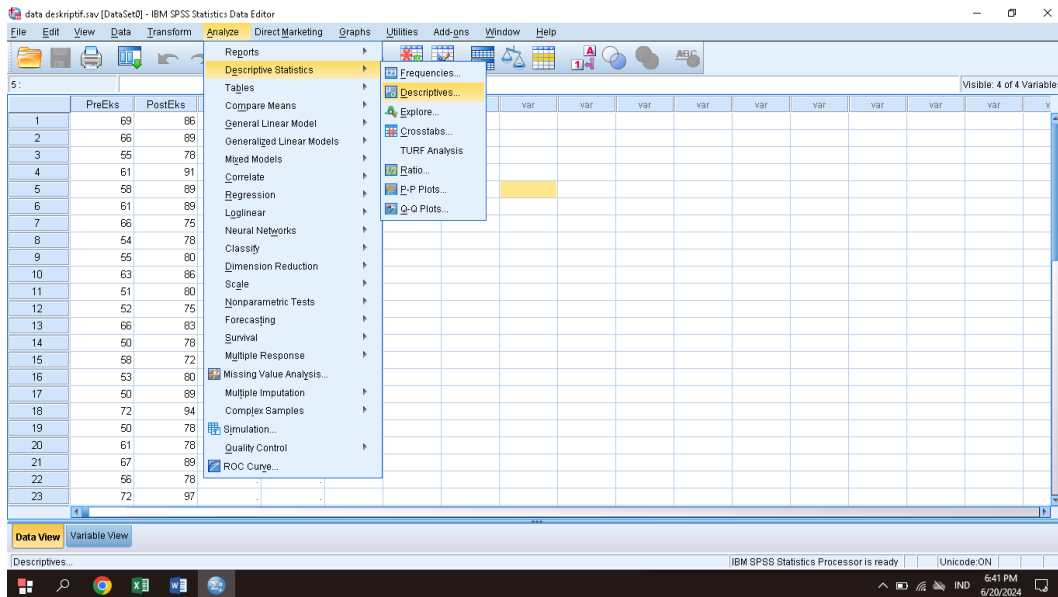 data deskriptif.sav [DataSet0] - IBM SPSS Statistics Data Editor
File Edit View Data Transform Analyze Direct Marketing Graphs Utilities Add-ons Window Help
5 :
Visible: 4 of 4 Variable
Reports
Descriptive Statistics
Tables
Compare Means
General Linear Model
Generalized Linear Models
Mixed Models
Correlate
Regression
Loglinear
Neural Networks
Classify
Dimension Reduction
Scale
Nonparametric Tests
Forecasting
Survival
Multiple Response
Missing Value Analysis...
Multiple Imputation
Complex Samples
Simulation...
Quality Control
ROC Curve...
Frequencies...
Descriptives...
Explore...
Crosstabs...
TURF Analysis
Ratio...
P-P Plots...
Q-Q Plots...
PreEks PostEks var var var var var var var var var
1 69 86
2 66 89
3 55 78
4 61 91
5 58 89
6 61 89
7 66 75
8 54 78
9 55 80
10 63 86
11 51 80
12 52 75
13 66 83
14 50 78
15 58 72
16 53 80
17 50 89
18 72 94
19 50 78
20 61 78
21 67 89
22 56 78 . .
23 72 97 . .
Data View Variable View
Descriptives...
IBM SPSS Statistics Processor is ready Unicode:ON
IND 6:41 PM
6/20/2024